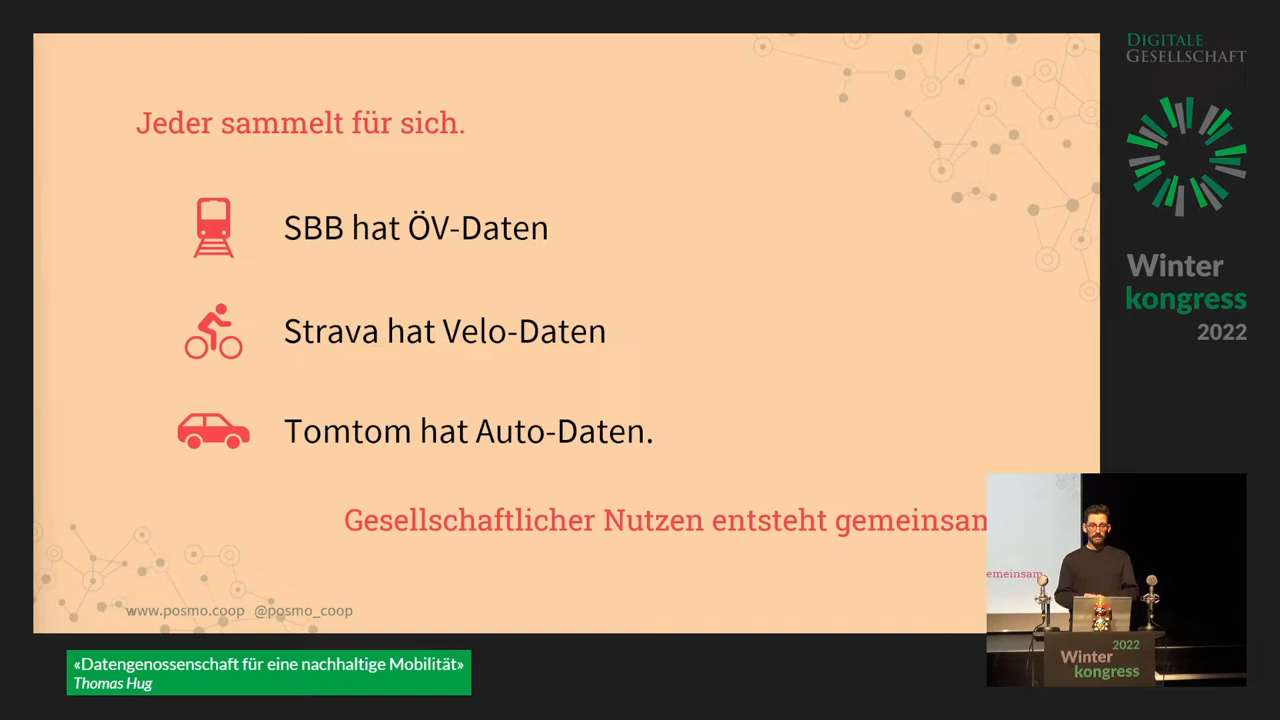 Jeder sammelt für sich.
SBB hat ÖV-Daten
Strava hat Velo-Daten
Tomtom hat Auto-Daten.
Gesellschaftlicher Nutzen entsteht gemeinsam
www.posmo.coop @posmo_coop
DIGITALE
GESELLSCHAFT
Winter
kongress
2022
emeinsam.
2022
Winter
kongress
«Datengenossenschaft für eine nachhaltige Mobilität»
Thomas Hug